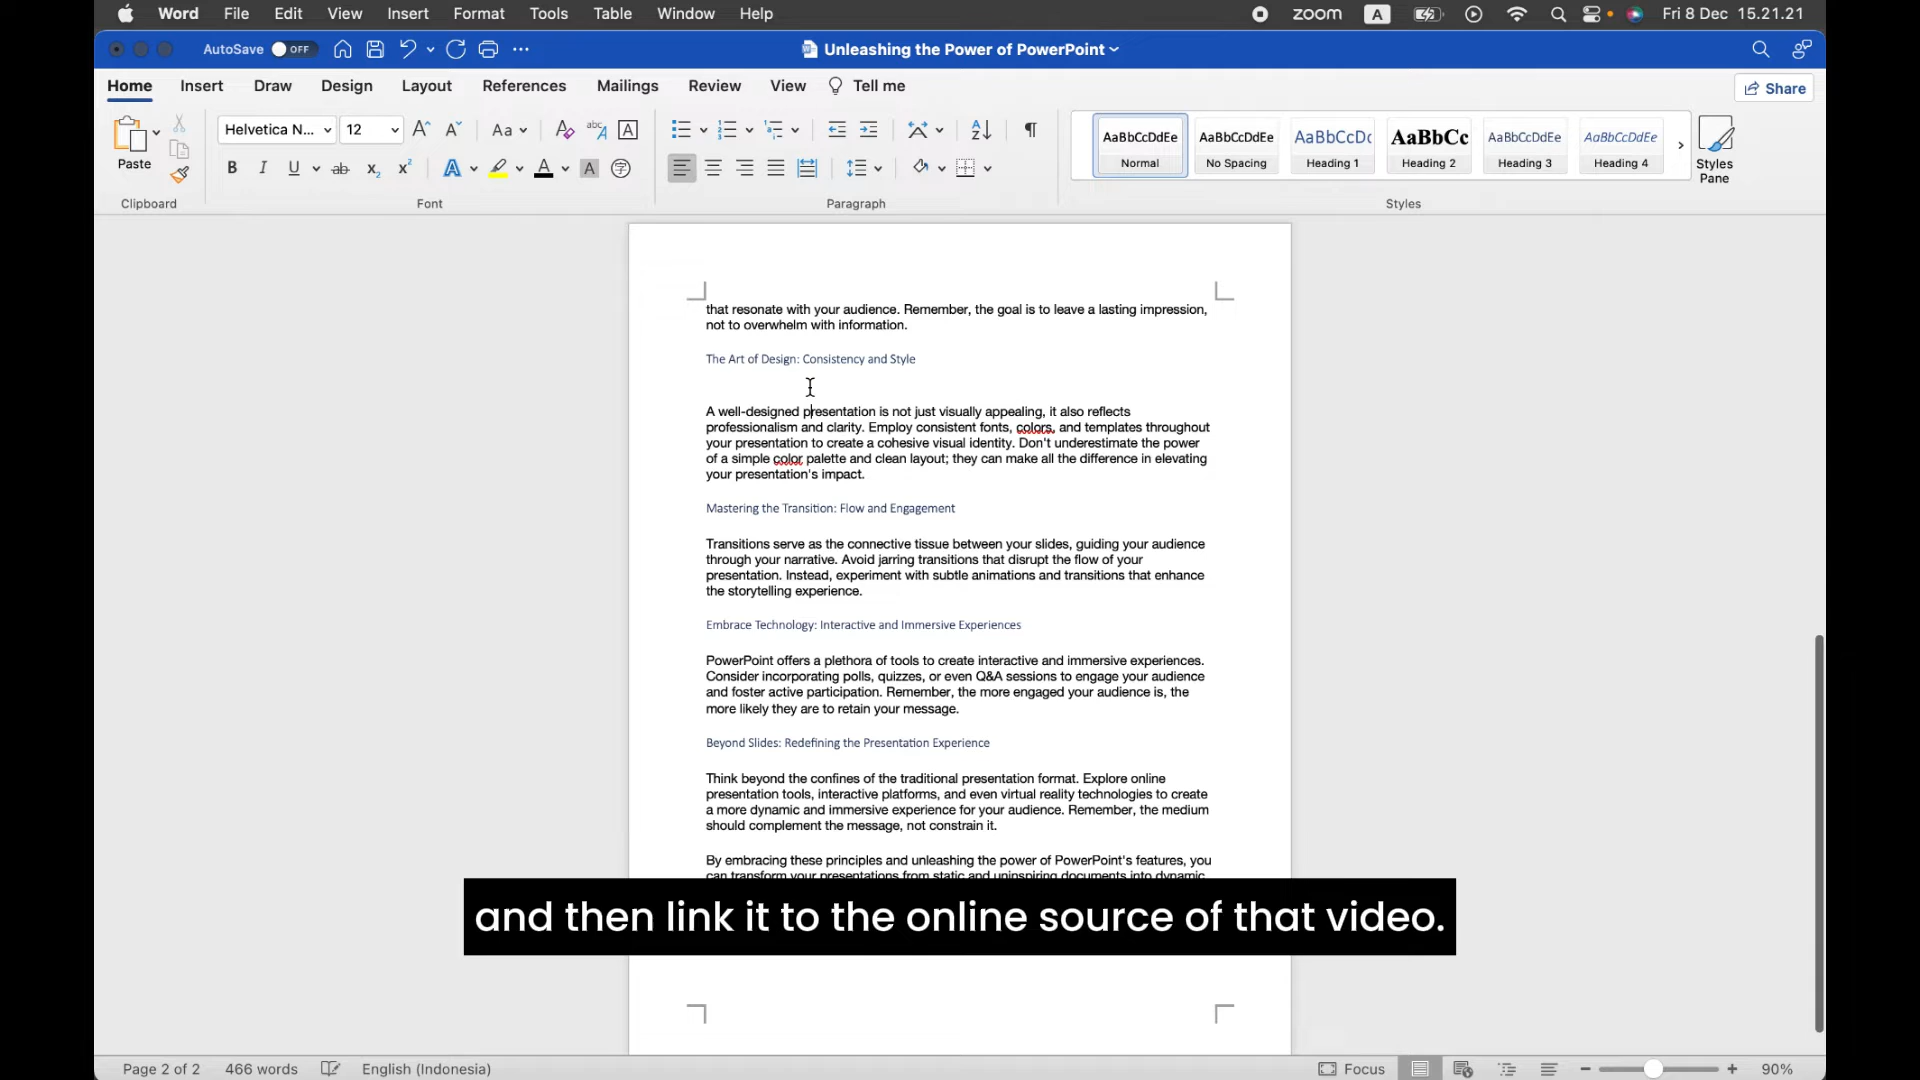 Word File Edit View Insert Format Tools Table Window Help zoom A Fri 8 Dec 15.21.21
AutoSave OFF Unleashing the Power of PowerPoint
Home Insert Draw Design Layout References Mailings Review View Tell me Share
Helvetica N... 12 Aa abc A
Paste B I U ab x₂ x² A A A
AaBbCcDdEe AaBbCcDdEe AaBbCcDc AaBbCc AaBbCcDdEe AaBbCcDdEe
Normal No Spacing Heading 1 Heading 2 Heading 3 Heading 4
Styles
Pane
Clipboard Font Paragraph Styles
that resonate with your audience. Remember, the goal is to leave a lasting impression,
not to overwhelm with information.
The Art of Design: Consistency and Style
A well-designed presentation is not just visually appealing, it also reflects
professionalism and clarity. Employ consistent fonts, colors, and templates throughout
your presentation to create a cohesive visual identity. Don't underestimate the power
of a simple color palette and clean layout; they can make all the difference in elevating
your presentation's impact.
Mastering the Transition: Flow and Engagement
Transitions serve as the connective tissue between your slides, guiding your audience
through your narrative. Avoid jarring transitions that disrupt the flow of your
presentation. Instead, experiment with subtle animations and transitions that enhance
the storytelling experience.
Embrace Technology: Interactive and Immersive Experiences
PowerPoint offers a plethora of tools to create interactive and immersive experiences.
Consider incorporating polls, quizzes, or even Q&A sessions to engage your audience
and foster active participation. Remember, the more engaged your audience is, the
more likely they are to retain your message.
Beyond Slides: Redefining the Presentation Experience
Think beyond the confines of the traditional presentation format. Explore online
presentation tools, interactive platforms, and even virtual reality technologies to create
a more dynamic and immersive experience for your audience. Remember, the medium
should complement the message, not constrain it.
By embracing these principles and unleashing the power of PowerPoint's features, you
can transform your presentations from static and uninspiring documents into dynamic
and then link it to the online source of that video.
Page 2 of 2 466 words English (Indonesia) Focus 90%